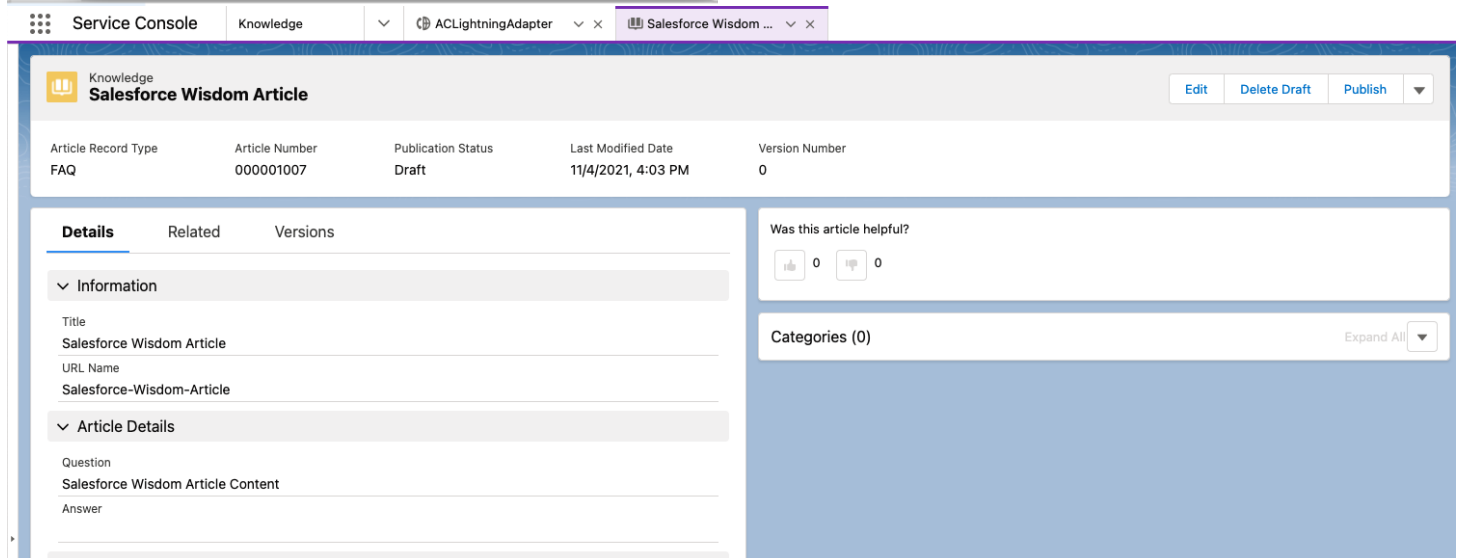 Service Console
Knowledge
ACLightningAdapter
Salesforce Wisdom ...
Knowledge
Salesforce Wisdom Article
Edit
Delete Draft
Publish
Article Record Type
Article Number
Publication Status
Last Modified Date
Version Number
FAQ
000001007
Draft
11/4/2021, 4:03 PM
0
Details
Related
Versions
Information
Title
Salesforce Wisdom Article
URL Name
Salesforce-Wisdom-Article
Article Details
Question
Salesforce Wisdom Article Content
Answer
Was this article helpful?
0
0
Categories (0)
Expand All